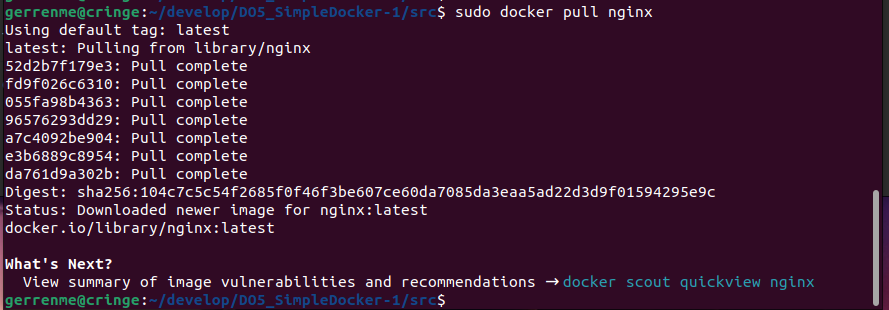 gerrenme@cringe:~/develop/DO5_SimpleDocker-1/src$ sudo docker pull nginx
Using default tag: latest
latest: Pulling from library/nginx
52d2b7f179e3: Pull complete
fd9f026c6310: Pull complete
055fa98b4363: Pull complete
96576293dd29: Pull complete
a7c4092be904: Pull complete
e3b6889c8954: Pull complete
da761d9a302b: Pull complete
Digest: sha256:104c7c5c54f2685f0f46f3be607ce60da7085da3eaa5ad22d3d9f01594295e9c
Status: Downloaded newer image for nginx:latest
docker.io/library/nginx:latest
What's Next?
View summary of image vulnerabilities and recommendations → docker scout quickview nginx
gerrenme@cringe:~/develop/DO5_SimpleDocker-1/src$